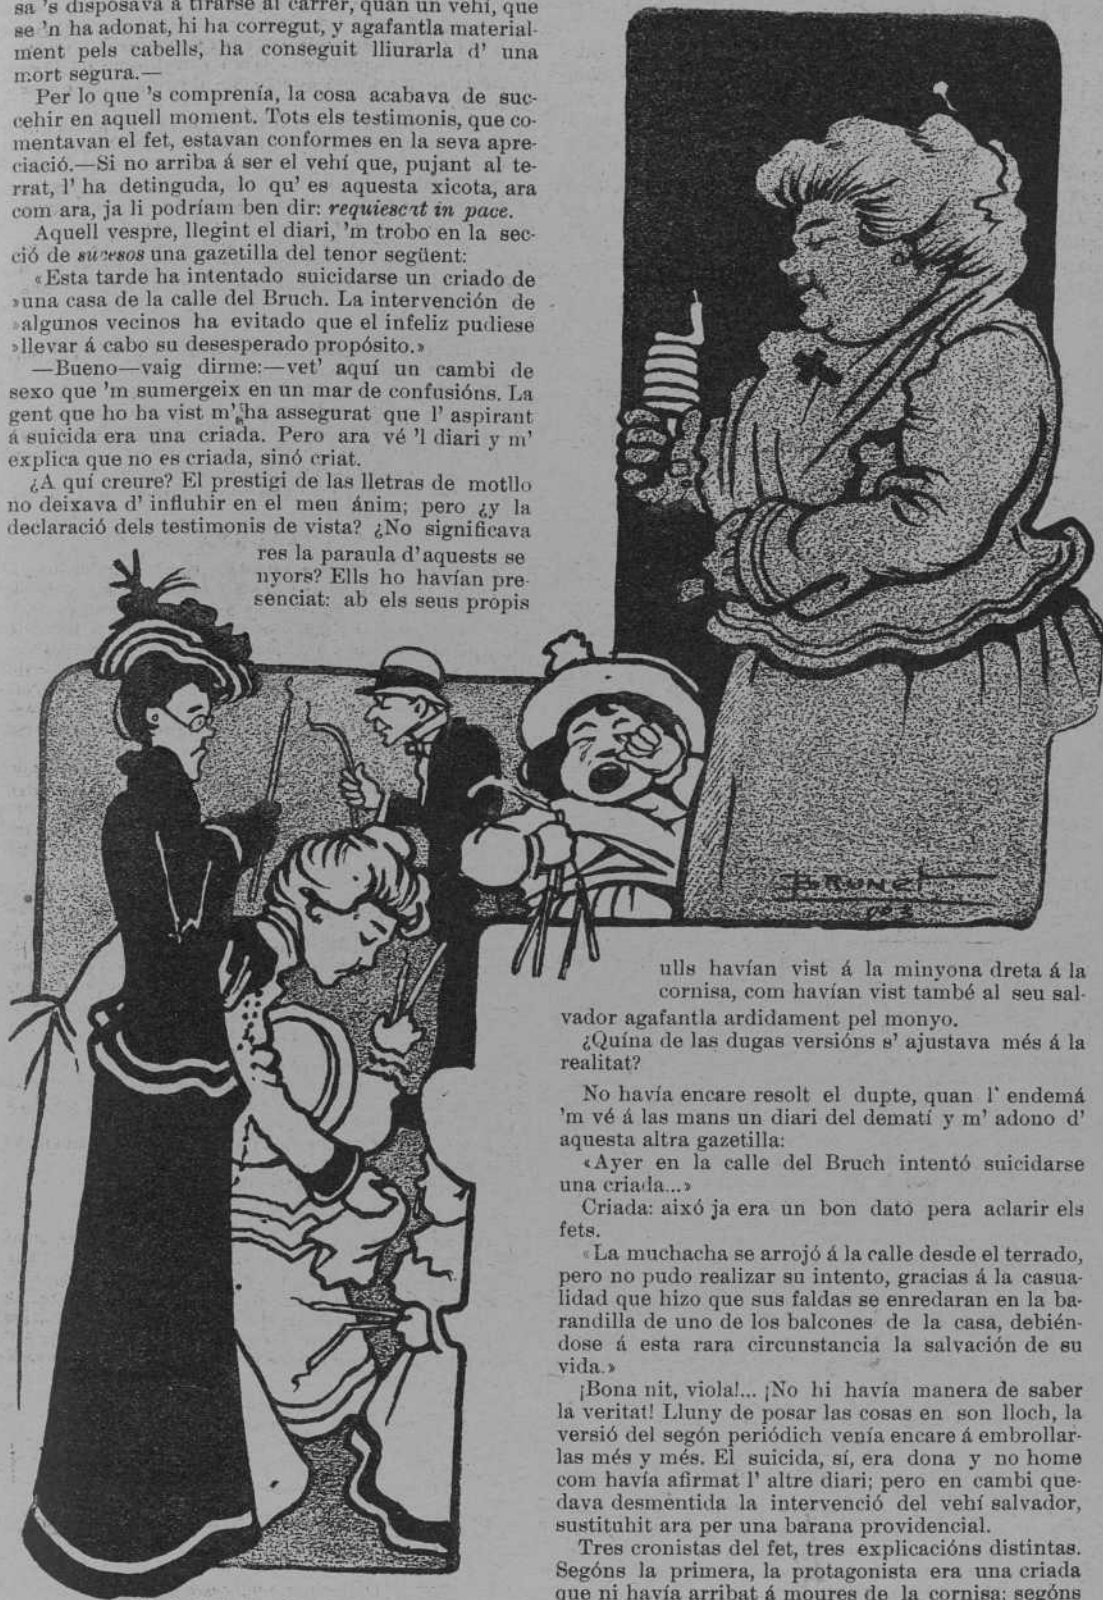 sa 's disposava á tirarse al carrer, quan un vehí, que
se 'n ha adonat, hi ha corregut, y agafantla material-
ment pels cabells, ha conseguit lliurarla d' una
mort segura.—
Per lo que 's comprenía, la cosa acabava de suc-
cehir en aquell moment. Tots els testimonis, que co-
mentavan el fet, estavan conformes en la seva apre-
ciació.—Si no arriba á ser el vehí que, pujant al te-
rrat, l' ha detinguda, lo qu' es aquesta xicota, ara
com ara, ja li podríam ben dir: requiescat in pace.
Aquell vespre, llegint el diari, 'm trobo en la sec-
ció de sucesos una gazetilla del tenor següent:
«Esta tarde ha intentado suicidarse un criado de
»una casa de la calle del Bruch. La intervención de
»algunos vecinos ha evitado que el infeliz pudiese
»llevar á cabo su desesperado propósito.»
—Bueno—vaig dirme:—vet' aquí un cambi de
sexo que 'm sumergeix en un mar de confusións. La
gent que ho ha vist m' ha assegurat que l' aspirant
á suicida era una criada. Pero ara vé 'l diari y m'
explica que no es criada, sinó criat.
¿A quí creure? El prestigi de las lletras de motllo
no deixava d' influhir en el meu ánim; pero ¿y la
declaració dels testimonis de vista? ¿No significava
res la paraula d'aquests se
nyors? Ells ho havían pre-
senciat: ab els seus propis
BRUNET
1903
ulls havían vist á la minyona dreta á la
cornisa, com havían vist també al seu sal-
vador agafantla ardidament pel monyo.
¿Quína de las dugas versións s' ajustava més á la
realitat?
No havía encare resolt el dupte, quan l' endemá
'm vé á las mans un diari del dematí y m' adono d'
aquesta altra gazetilla:
«Ayer en la calle del Bruch intentó suicidarse
una criada...»
Criada: aixó ja era un bon dato pera aclarir els
fets.
«La muchacha se arrojó á la calle desde el terrado,
pero no pudo realizar su intento, gracias á la casua-
lidad que hizo que sus faldas se enredaran en la ba-
randilla de uno de los balcones de la casa, debién-
dose á esta rara circunstancia la salvación de su
vida.»
¡Bona nit, viola!... ¡No hi havía manera de saber
la veritat! Lluny de posar las cosas en son lloch, la
versió del segón periódich venía encare á embrollar-
las més y més. El suicida, sí, era dona y no home
com havía afirmat l' altre diari; pero en cambi que-
dava desmentida la intervenció del vehí salvador,
sustituhit ara per una barana providencial.
Tres cronistas del fet, tres explicacións distintas.
Segóns la primera, la protagonista era una criada
que ni havía arribat á moures de la cornisa; segóns